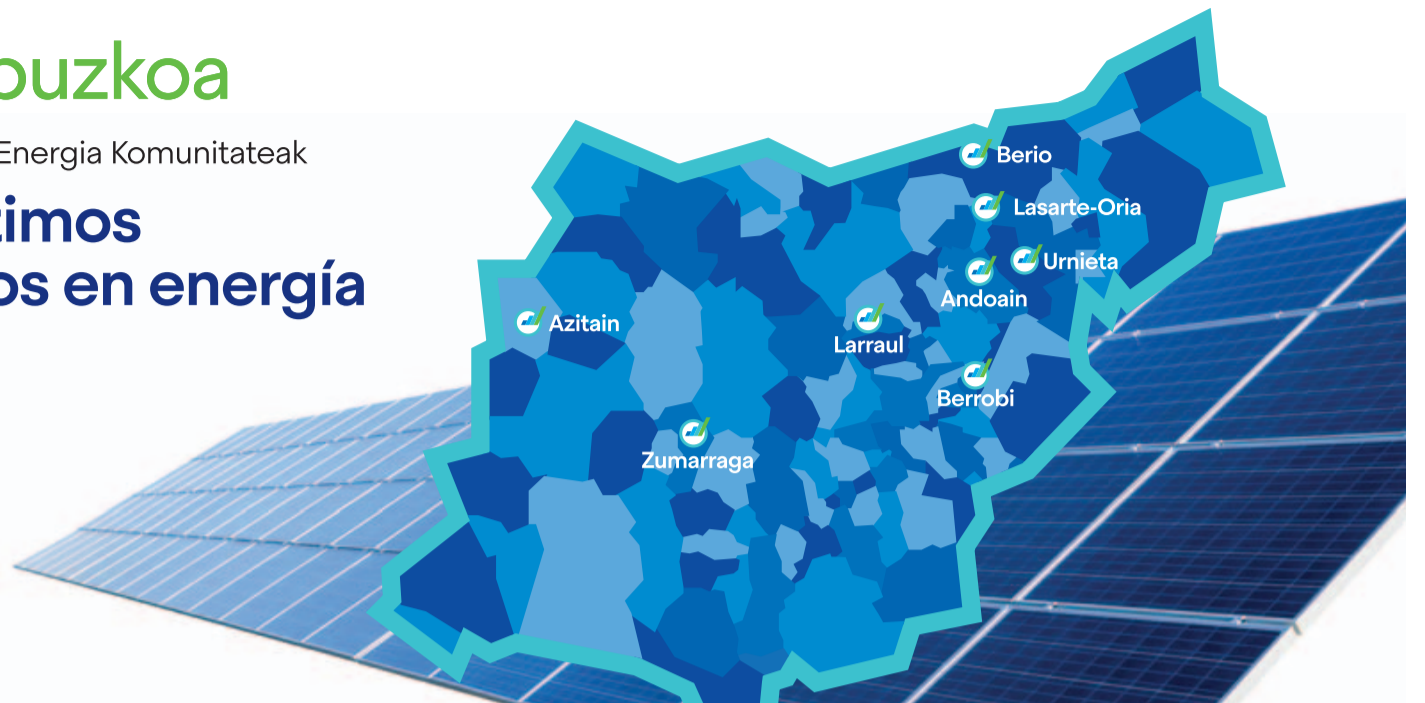 puzkoa
Energia Komunitateak
timos
os en energía
Berio
Lasarte-Oria
Urnieta
Andoain
Azitain
Larraul
Berrobi
Zumarraga